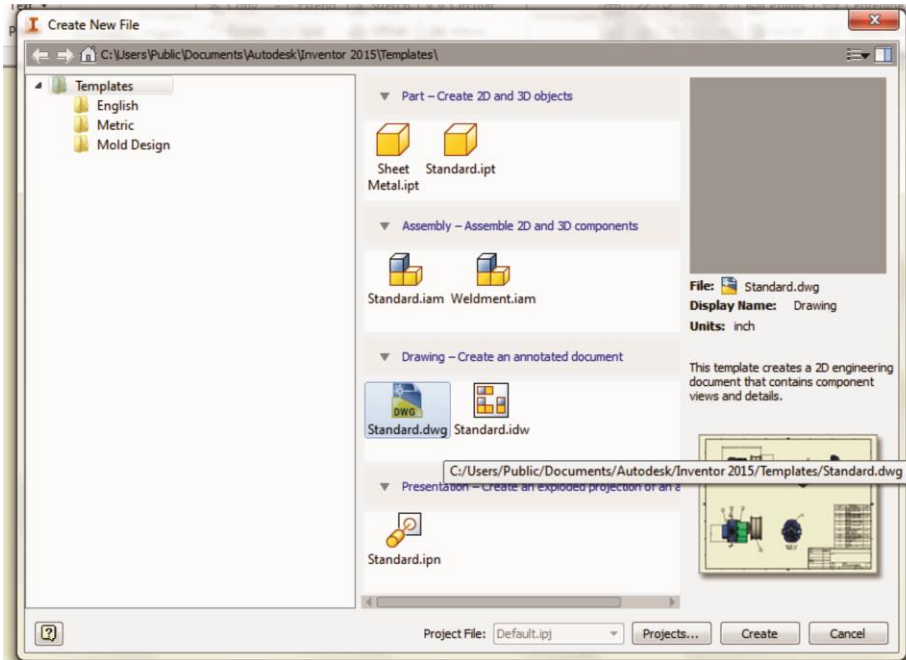 Create New File
C:\Users\Public\Documents\Autodesk\Inventor 2015\Templates\
Templates
English
Metric
Mold Design
Part – Create 2D and 3D objects
Sheet Metal.ipt
Standard.ipt
Assembly – Assemble 2D and 3D components
Standard.iam
Weldment.iam
Drawing – Create an annotated document
DWG
Standard.dwg
Standard.idw
C:/Users/Public/Documents/Autodesk/Inventor 2015/Templates/Standard.dwg
Presentation – Create an exploded projection of an a
Standard.ipn
File: Standard.dwg
Display Name: Drawing
Units: inch
This template creates a 2D engineering
document that contains component
views and details.
Project File: Default.ipj
Projects...
Create
Cancel